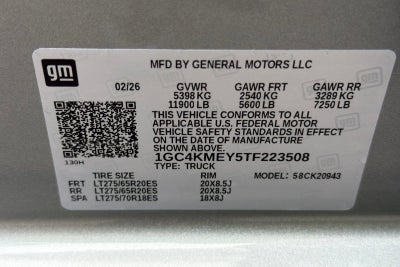 gm
MFD BY GENERAL MOTORS LLC
02/26 GVWR GAWR FRT GAWR RR
5398 KG 2540 KG 3289 KG
11900 LB 5600 LB 7250 LB
THIS VEHICLE CONFORMS TO ALL
APPLICABLE U.S. FEDERAL MOTOR
VEHICLE SAFETY STANDARDS IN EFFECT
ON THE DATE OF MANUFACTURE
SHOWN ABOVE.
1GC4KMEY5TF223508
130H TYPE: TRUCK
TIRE SIZE RIM MODEL: 58CK20943
FRT LT275/65R20ES 20X8.5J
RR LT275/65R20ES 20X8.5J
SPA LT275/70R18ES 18X8J